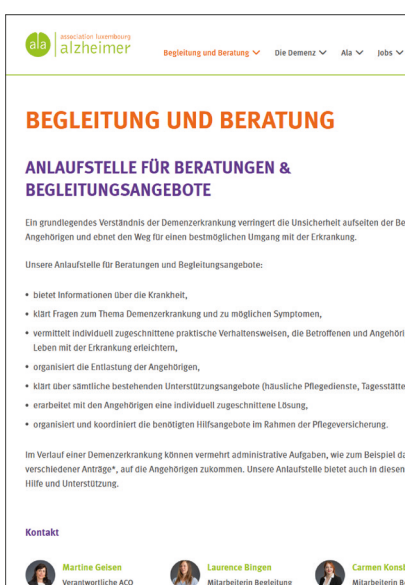 ala
association luxembourg
alzheimer
Begleitung und Beratung Die Demenz Ala Jobs
BEGLEITUNG UND BERATUNG
ANLAUFSTELLE FÜR BERATUNGEN &
BEGLEITUNGSANGEBOTE
Ein grundlegendes Verständnis der Demenzerkrankung verringert die Unsicherheit aufseiten der Be
Angehörigen und ebnet den Weg für einen bestmöglichen Umgang mit der Erkrankung.
Unsere Anlaufstelle für Beratungen und Begleitungsangebote:
• bietet Informationen über die Krankheit,
• klärt Fragen zum Thema Demenzerkrankung und zu möglichen Symptomen,
• vermittelt individuell zugeschnittene praktische Verhaltensweisen, die Betroffenen und Angehöri
Leben mit der Erkrankung erleichtern,
• organisiert die Entlastung der Angehörigen,
• klärt über sämtliche bestehenden Unterstützungsangebote (häusliche Pflegedienste, Tagesstätte
• erarbeitet mit den Angehörigen eine individuell zugeschnittene Lösung,
• organisiert und koordiniert die benötigten Hilfsangebote im Rahmen der Pflegeversicherung.
Im Verlauf einer Demenzerkrankung können vermehrt administrative Aufgaben, wie zum Beispiel da
verschiedener Anträge*, auf die Angehörigen zukommen. Unsere Anlaufstelle bietet auch in diesen
Hilfe und Unterstützung.
Kontakt
Martine Geisen Laurence Bingen Carmen Konsb
Verantwortliche ACO Mitarbeiterin Begleitung Mitarbeiterin Be